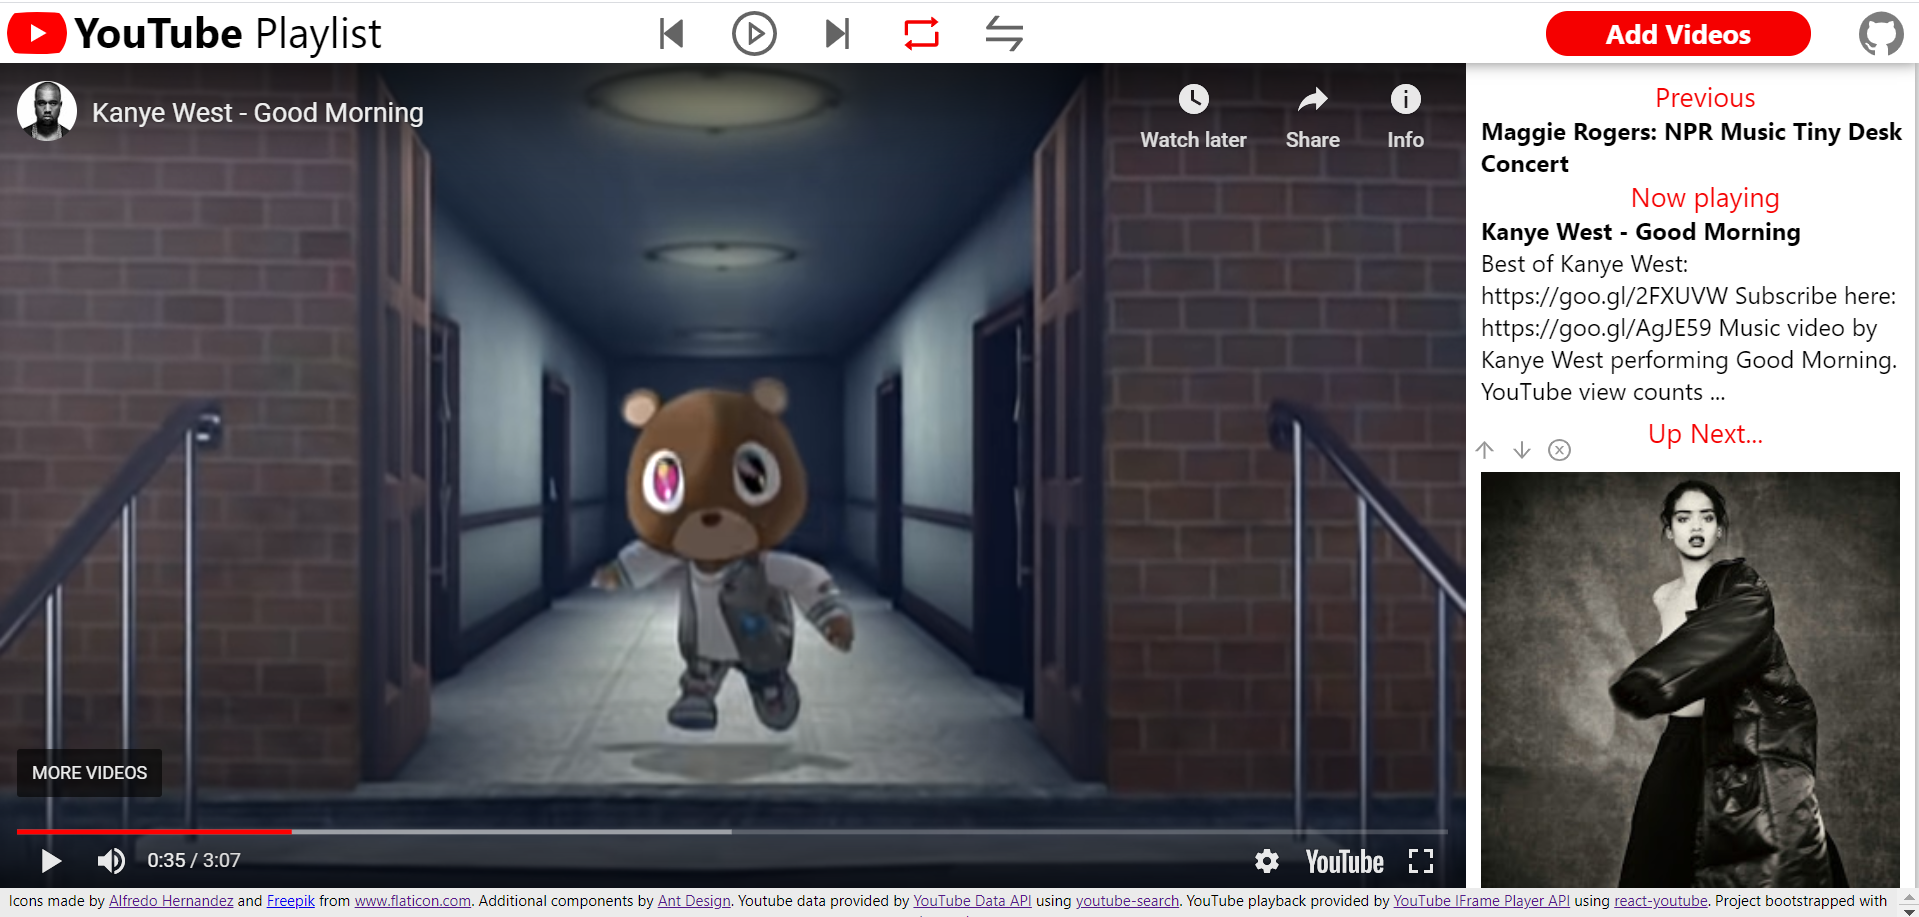 YouTube Playlist
Add Videos
Kanye West - Good Morning
Watch later
Share
Info
MORE VIDEOS
0:35 / 3:07
YouTube
Previous
Maggie Rogers: NPR Music Tiny Desk
Concert
Now playing
Kanye West - Good Morning
Best of Kanye West:
https://goo.gl/2FXUVW Subscribe here:
https://goo.gl/AgJE59 Music video by
Kanye West performing Good Morning.
YouTube view counts ...
Up Next...
Icons made by Alfredo Hernandez and Freepik from www.flaticon.com. Additional components by Ant Design. Youtube data provided by YouTube Data API using youtube-search. YouTube playback provided by YouTube IFrame Player API using react-youtube. Project bootstrapped with